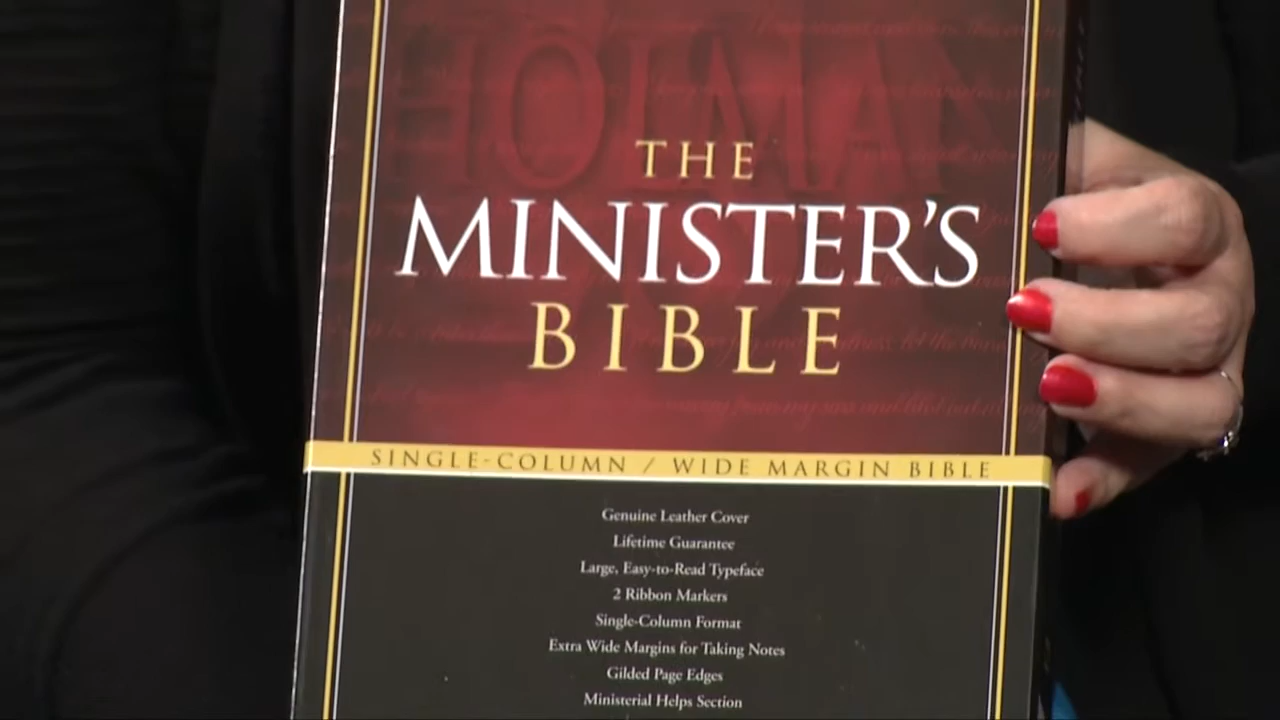 HOLMAN
THE
MINISTER'S
BIBLE
SINGLE-COLUMN / WIDE MARGIN BIBLE
Genuine Leather Cover
Lifetime Guarantee
Large, Easy-to-Read Typeface
2 Ribbon Markers
Single-Column Format
Extra Wide Margins for Taking Notes
Gilded Page Edges
Ministerial Helps Section